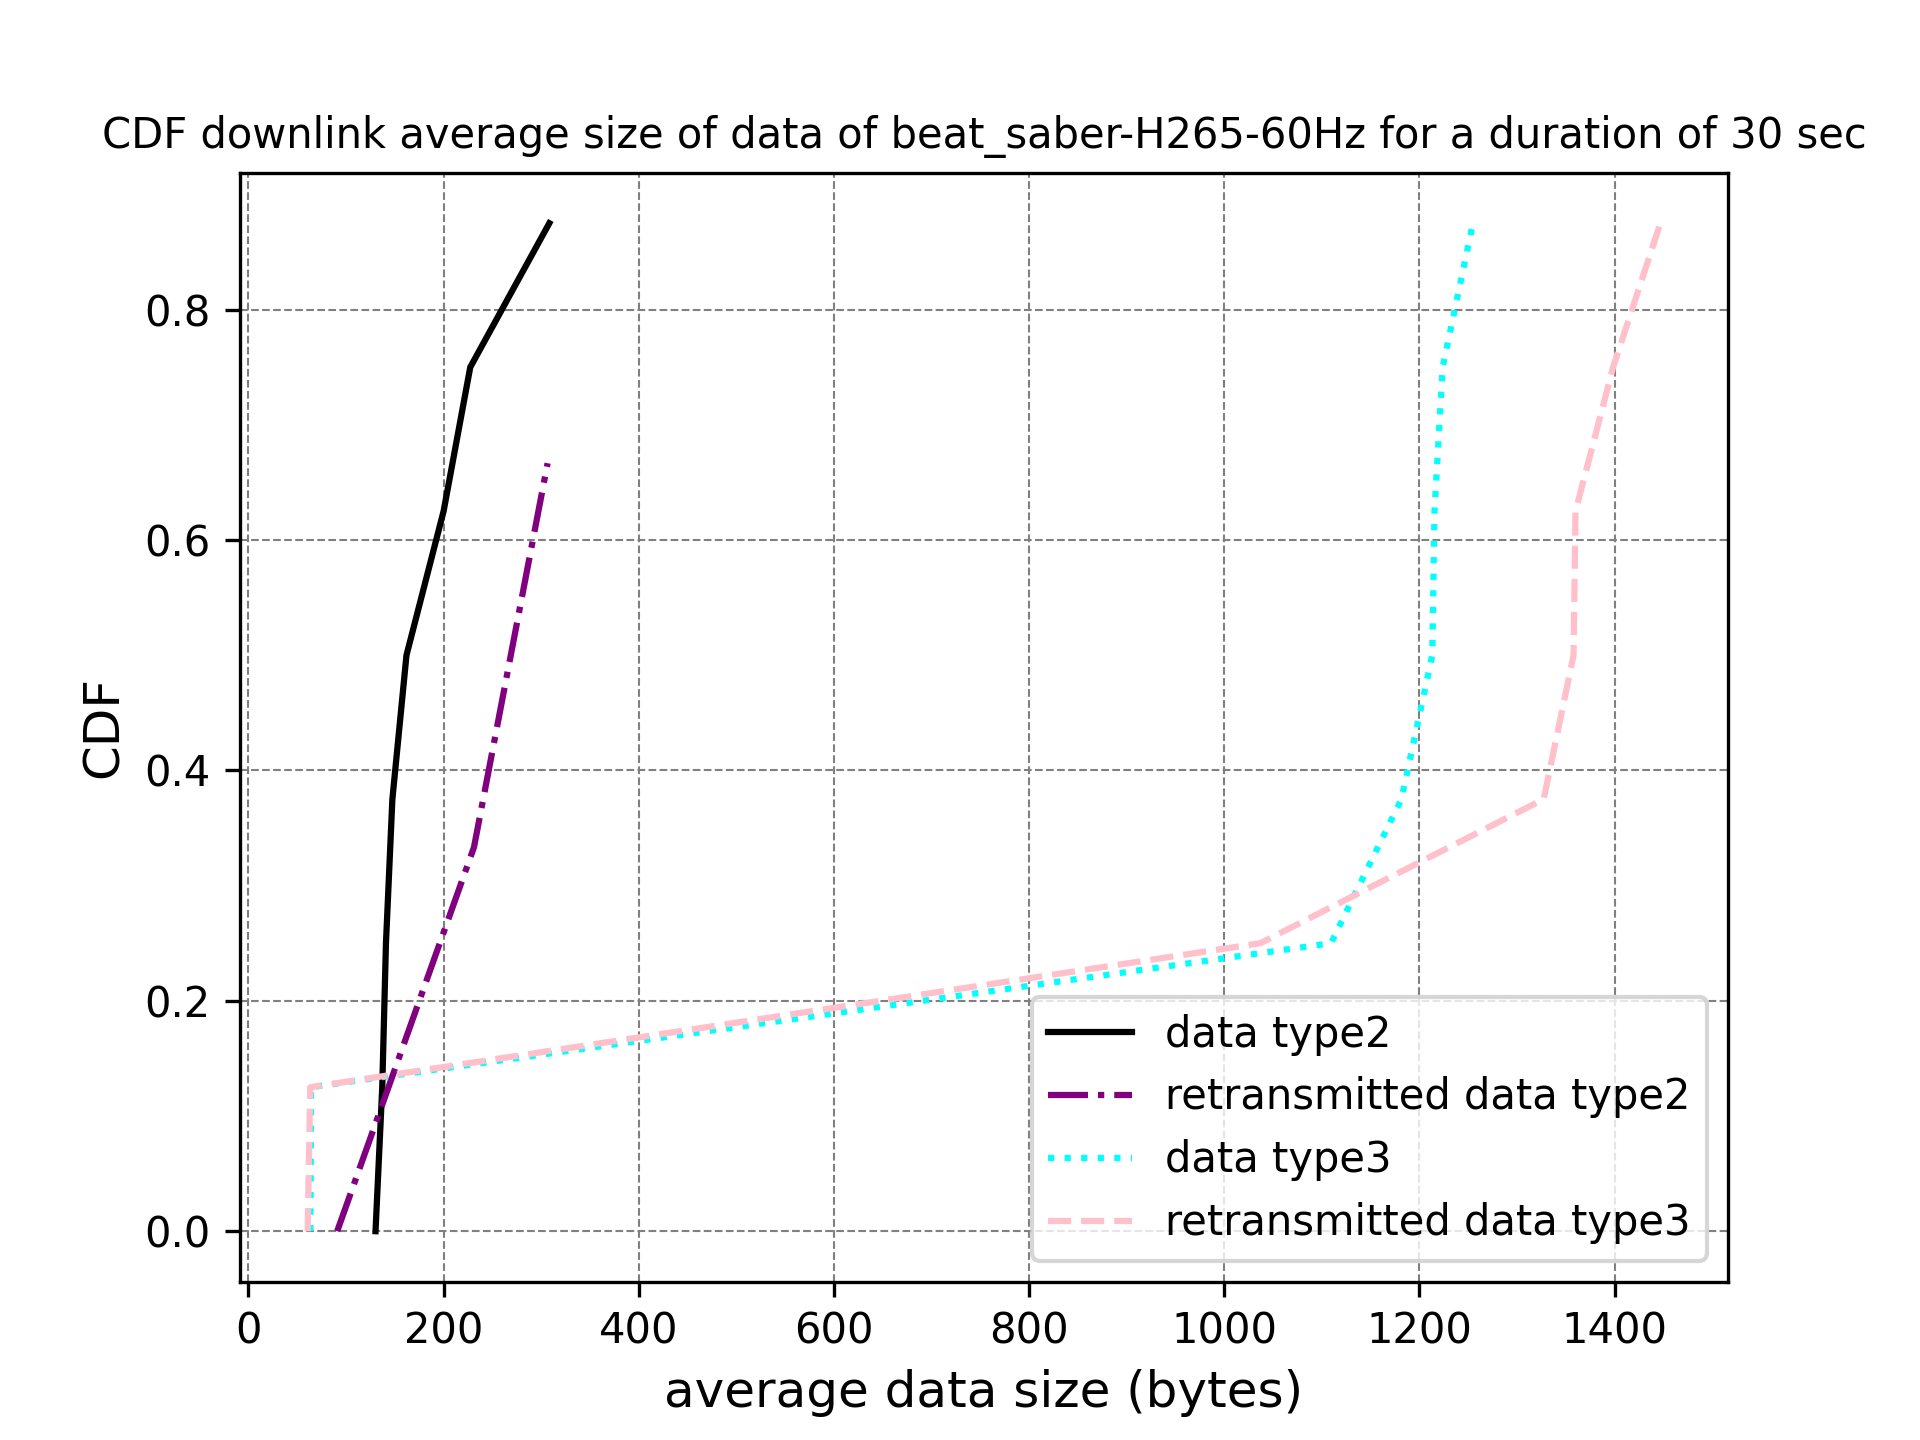 CDF downlink average size of data of beat_saber-H265-60Hz for a duration of 30 sec
CDF
0.8
0.6
0.4
0.2
0.0
0 200 400 600 800 1000 1200 1400
average data size (bytes)
data type2
retransmitted data type2
data type3
retransmitted data type3